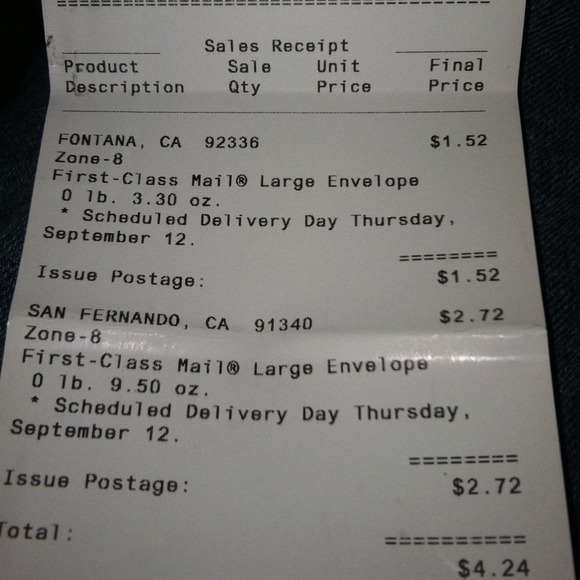 Sales Receipt
Product Sale Unit Final
Description Qty Price Price
FONTANA, CA 92336 $1.52
Zone-8
First-Class Mail® Large Envelope
0 lb. 3.30 oz.
* Scheduled Delivery Day Thursday,
September 12.
========
Issue Postage: $1.52
SAN FERNANDO, CA 91340 $2.72
Zone-8
First-Class Mail® Large Envelope
0 lb. 9.50 oz.
* Scheduled Delivery Day Thursday,
September 12.
========
Issue Postage: $2.72
Total:
==========
$4.24